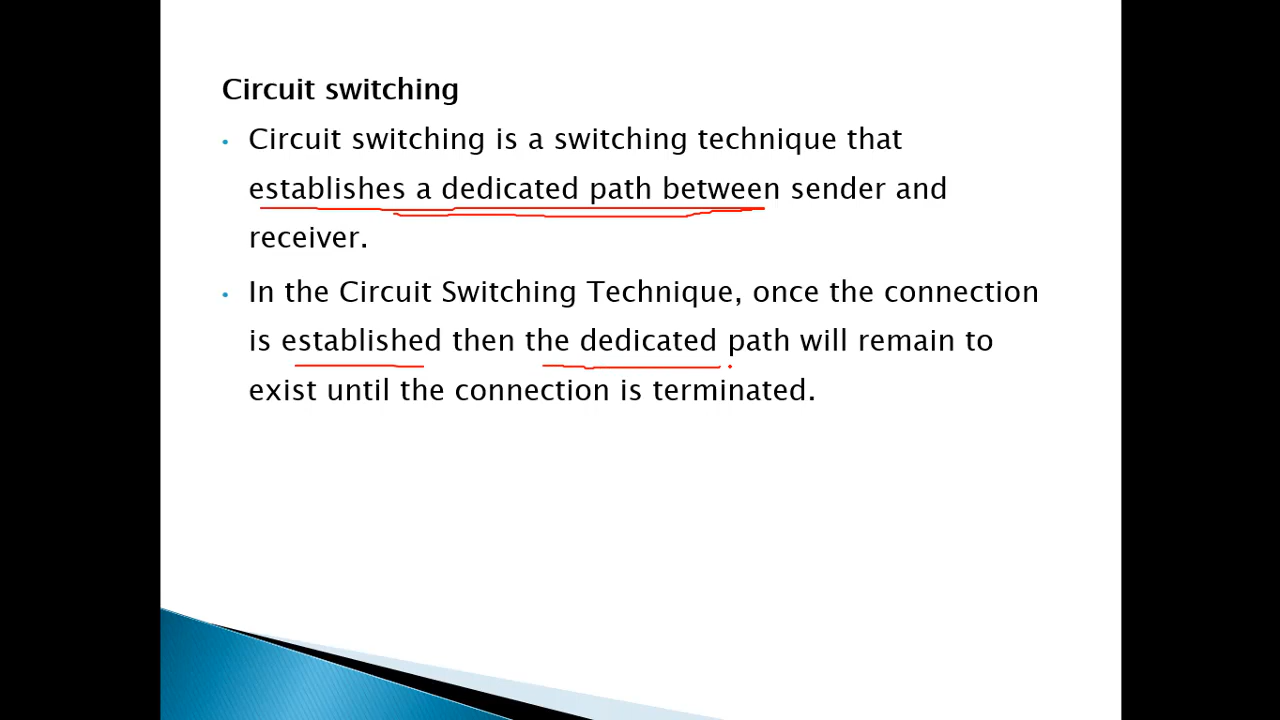 Circuit switching
• Circuit switching is a switching technique that
establishes a dedicated path between sender and
receiver.
• In the Circuit Switching Technique, once the connection
is established then the dedicated path will remain to
exist until the connection is terminated.